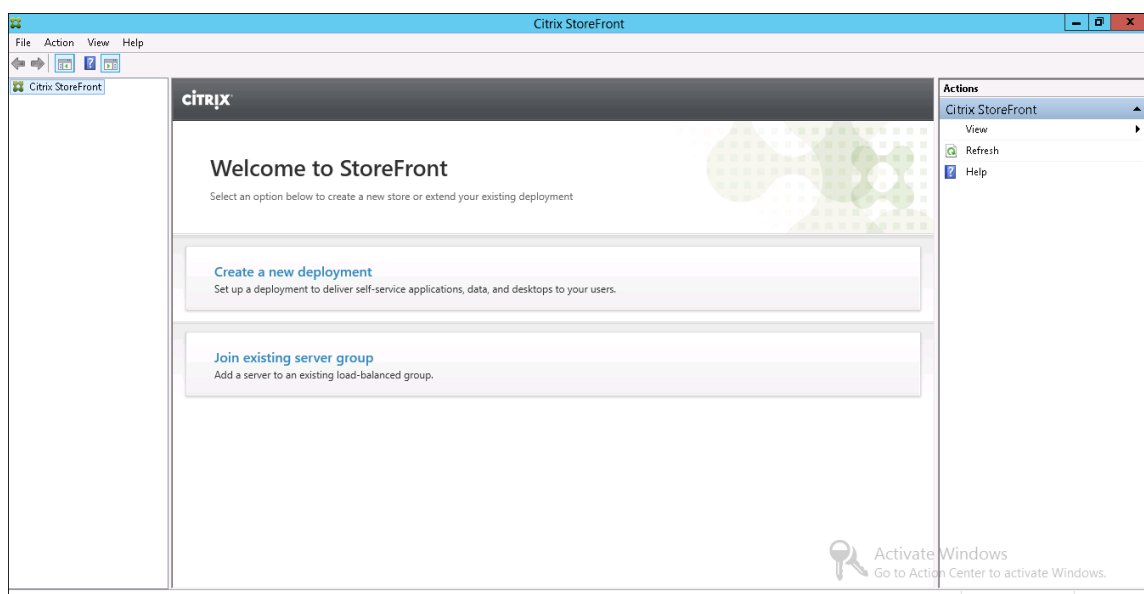 Citrix StoreFront
File Action View Help
Citrix StoreFront
CITRIX
Welcome to StoreFront
Select an option below to create a new store or extend your existing deployment
Create a new deployment
Set up a deployment to deliver self-service applications, data, and desktops to your users.
Join existing server group
Add a server to an existing load-balanced group.
Actions
Citrix StoreFront
View
Refresh
Help
Activate Windows
Go to Action Center to activate Windows.